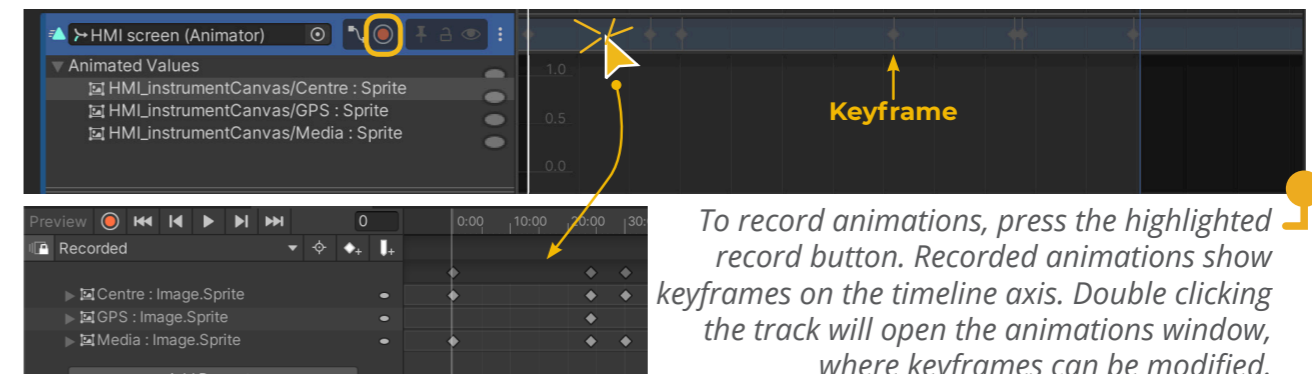 HMI screen (Animator)
Animated Values
HMI_instrumentCanvas/Centre : Sprite
HMI_instrumentCanvas/GPS : Sprite
HMI_instrumentCanvas/Media : Sprite
1.0
0.5
0.0
Keyframe
Preview 0 0:00 10:00 20:00 30:
Recorded
Centre : Image.Sprite
GPS : Image.Sprite
Media : Image.Sprite
To record animations, press the highlighted
record button. Recorded animations show
keyframes on the timeline axis. Double clicking
the track will open the animations window,
where keyframes can be modified.